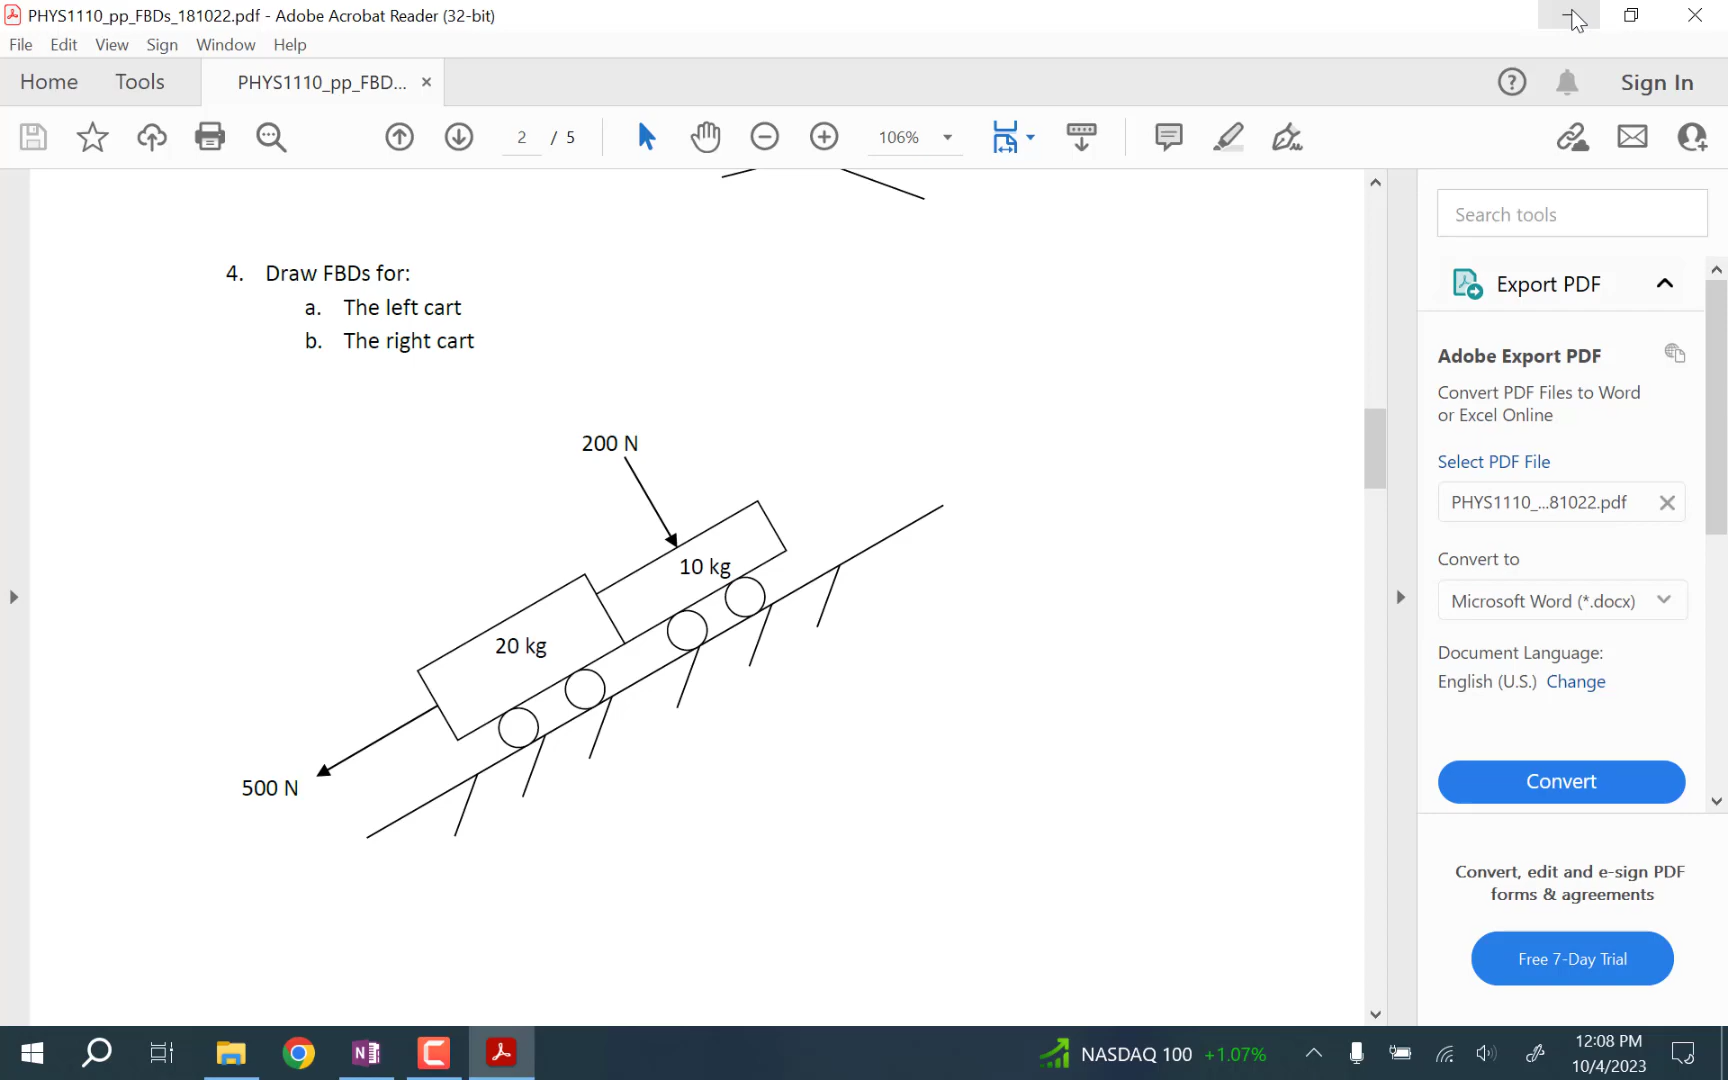 PHYS1110_pp_FBDs_181022.pdf - Adobe Acrobat Reader (32-bit)
File Edit View Sign Window Help
Home Tools PHYS1110_pp_FBD... × Sign In
2 / 5 106%
4. Draw FBDs for:
a. The left cart
b. The right cart
200 N
10 kg
20 kg
500 N
Search tools
Export PDF
Adobe Export PDF
Convert PDF Files to Word
or Excel Online
Select PDF File
PHYS1110_...81022.pdf
Convert to
Microsoft Word (*.docx)
Document Language:
English (U.S.) Change
Convert
Convert, edit and e-sign PDF
forms & agreements
Free 7-Day Trial
NASDAQ 100 +1.07%
12:08 PM
10/4/2023